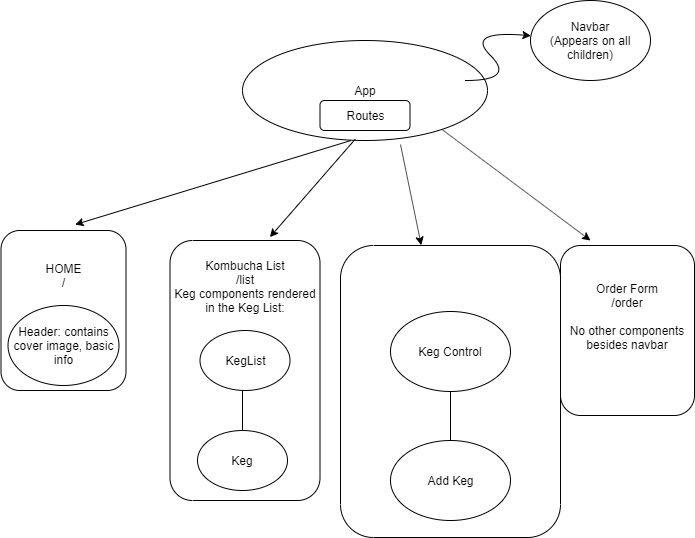 Navbar
(Appears on all
children)
App
Routes
HOME
/
Header: contains
cover image, basic
info
Kombucha List
/list
Keg components rendered
in the Keg List:
KegList
Keg
Keg Control
Add Keg
Order Form
/order
No other components
besides navbar